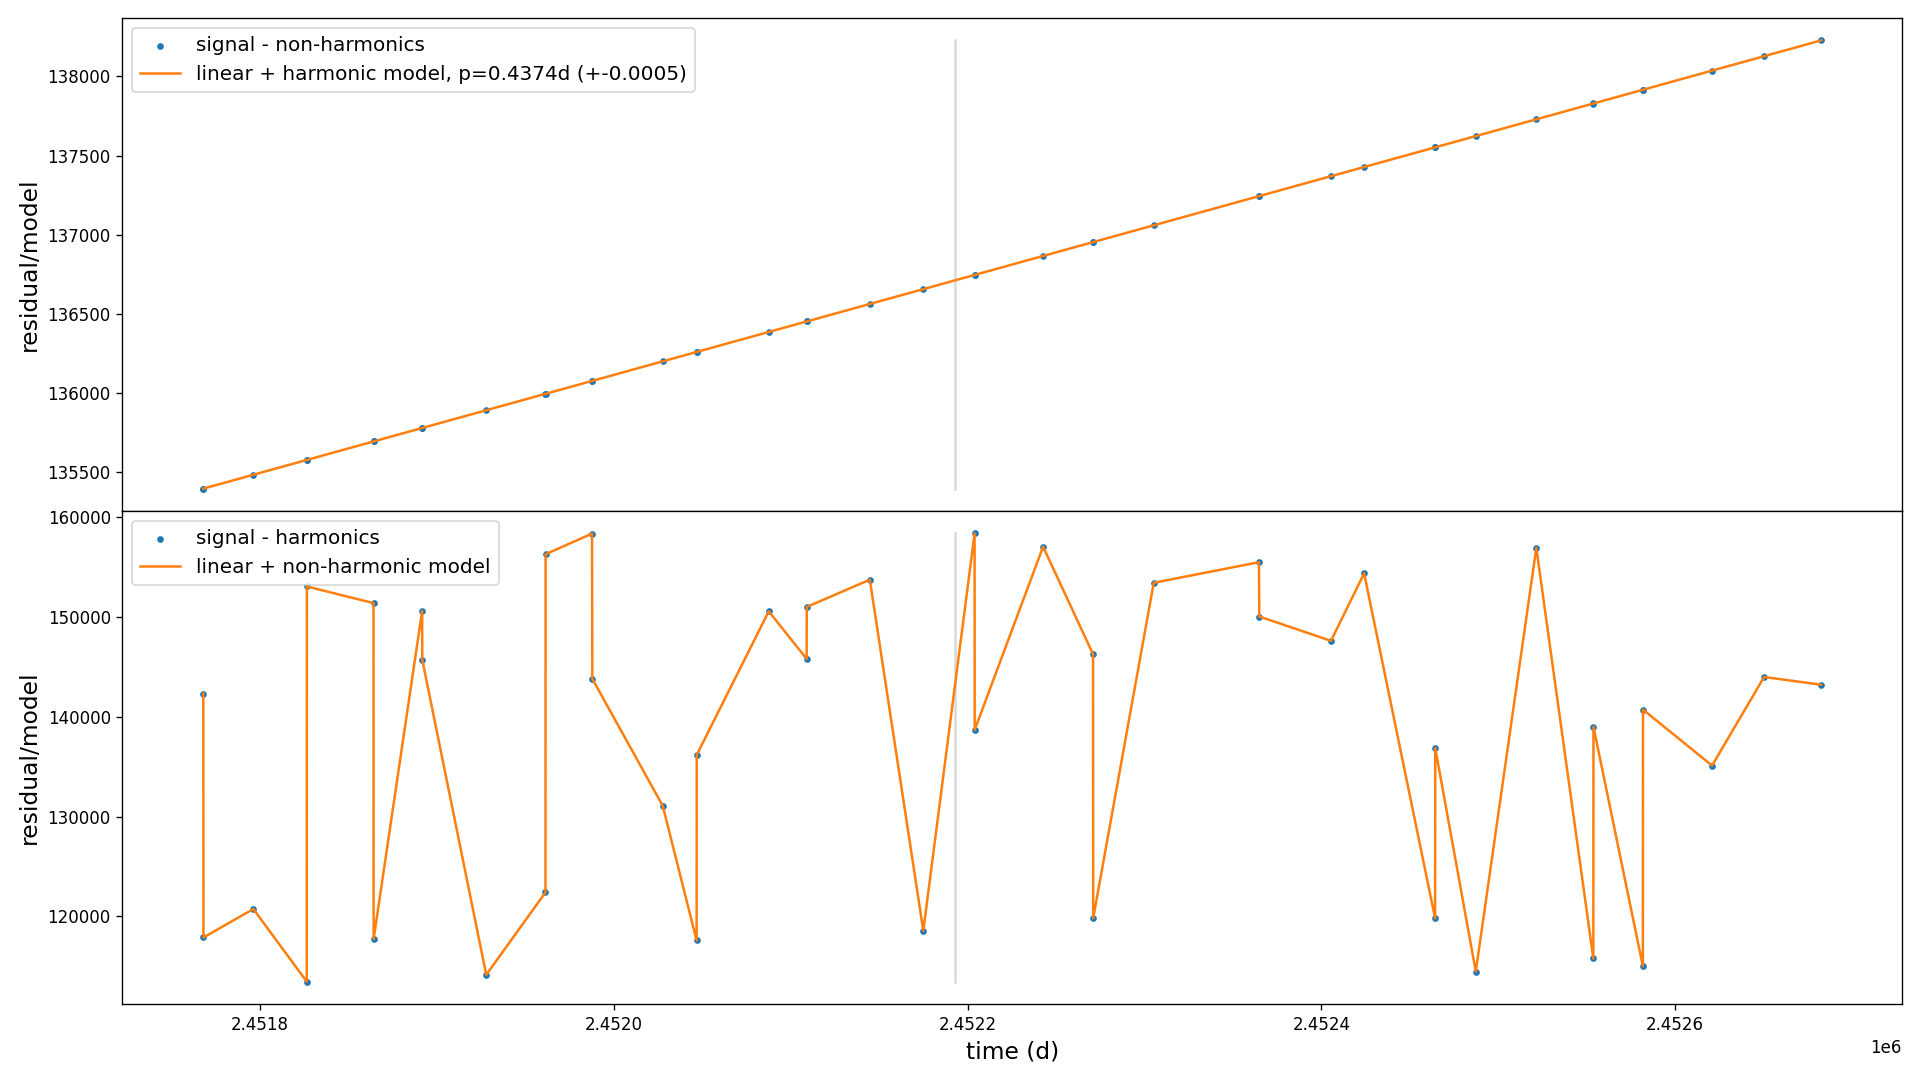 signal - non-harmonics
linear + harmonic model, p=0.4374d (+-0.0005)
138000
137500
137000
136500
136000
135500
residual/model
signal - harmonics
linear + non-harmonic model
160000
150000
140000
130000
120000
residual/model
2.4518 2.4520 2.4522 2.4524 2.4526
time (d)
1e6